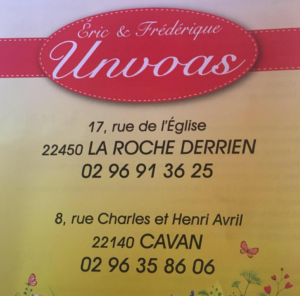 Éric & Frédérique
Unvoas
17, rue de l'Église
22450 LA ROCHE DERRIEN
02 96 91 36 25
8, rue Charles et Henri Avril
22140 CAVAN
02 96 35 86 06